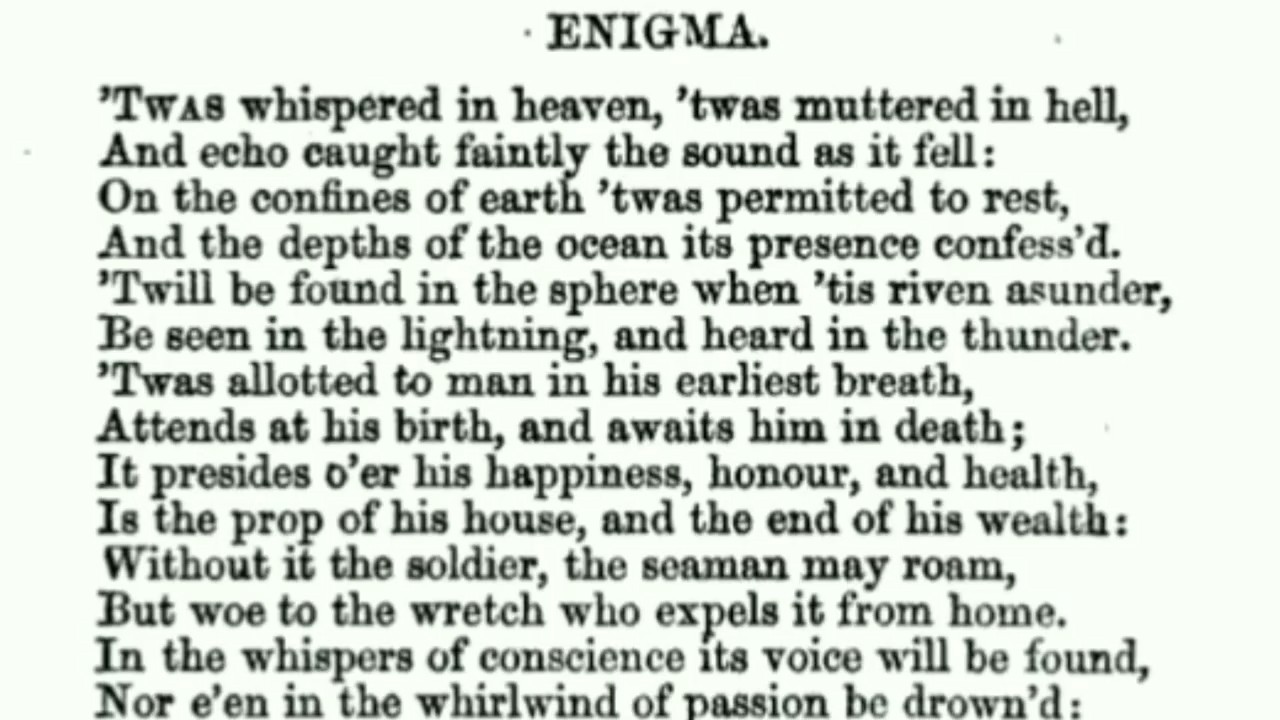 ENIGMA.
'TWAS whispered in heaven, 'twas muttered in hell,
And echo caught faintly the sound as it fell:
On the confines of earth 'twas permitted to rest,
And the depths of the ocean its presence confess'd.
'Twill be found in the sphere when 'tis riven asunder,
Be seen in the lightning, and heard in the thunder.
'Twas allotted to man in his earliest breath,
Attends at his birth, and awaits him in death;
It presides o'er his happiness, honour, and health,
Is the prop of his house, and the end of his wealth:
Without it the soldier, the seaman may roam,
But woe to the wretch who expels it from home.
In the whispers of conscience its voice will be found,
Nor e'en in the whirlwind of passion be drown'd: